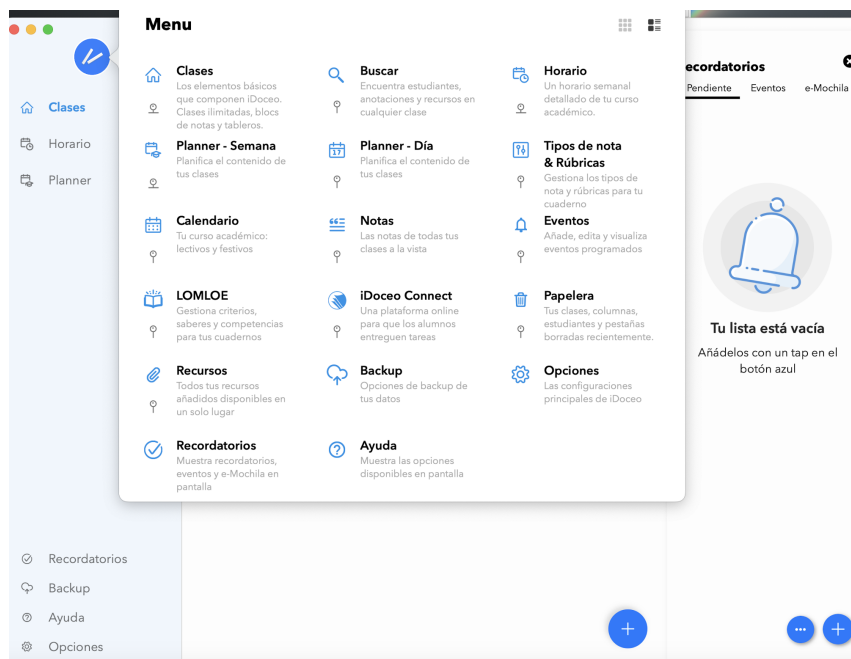 Menu
Clases
Los elementos básicos
que componen iDoceo.
Clases ilimitadas, blocs
de notas y tableros.
Buscar
Encuentra estudiantes,
anotaciones y recursos en
cualquier clase
Horario
Un horario semanal
detallado de tu curso
académico.
Planner - Semana
Planifica el contenido de
tus clases
Planner - Día
Planifica el contenido de
tus clases
17
Tipos de nota
& Rúbricas
Gestiona los tipos de
nota y rúbricas para tu
cuaderno
Calendario
Tu curso académico:
lectivos y festivos
Notas
Las notas de todas tus
clases a la vista
Eventos
Añade, edita y visualiza
eventos programados
LOMLOE
Gestiona criterios,
saberes y competencias
para tus cuadernos
iDoceo Connect
Una plataforma online
para que los alumnos
entreguen tareas
Papelera
Tus clases, columnas,
estudiantes y pestañas
borradas recientemente.
Recursos
Todos tus recursos
añadidos disponibles en
un solo lugar
Backup
Opciones de backup de
tus datos
Opciones
Las configuraciones
principales de iDoceo
Recordatorios
Muestra recordatorios,
eventos y e-Mochila en
pantalla
Ayuda
Muestra las opciones
disponibles en pantalla
Clases
Horario
Planner
Recordatorios
Backup
Ayuda
Opciones
ecordatorios
Pendiente Eventos e-Mochila
Tu lista está vacía
Añádelos con un tap en el
botón azul